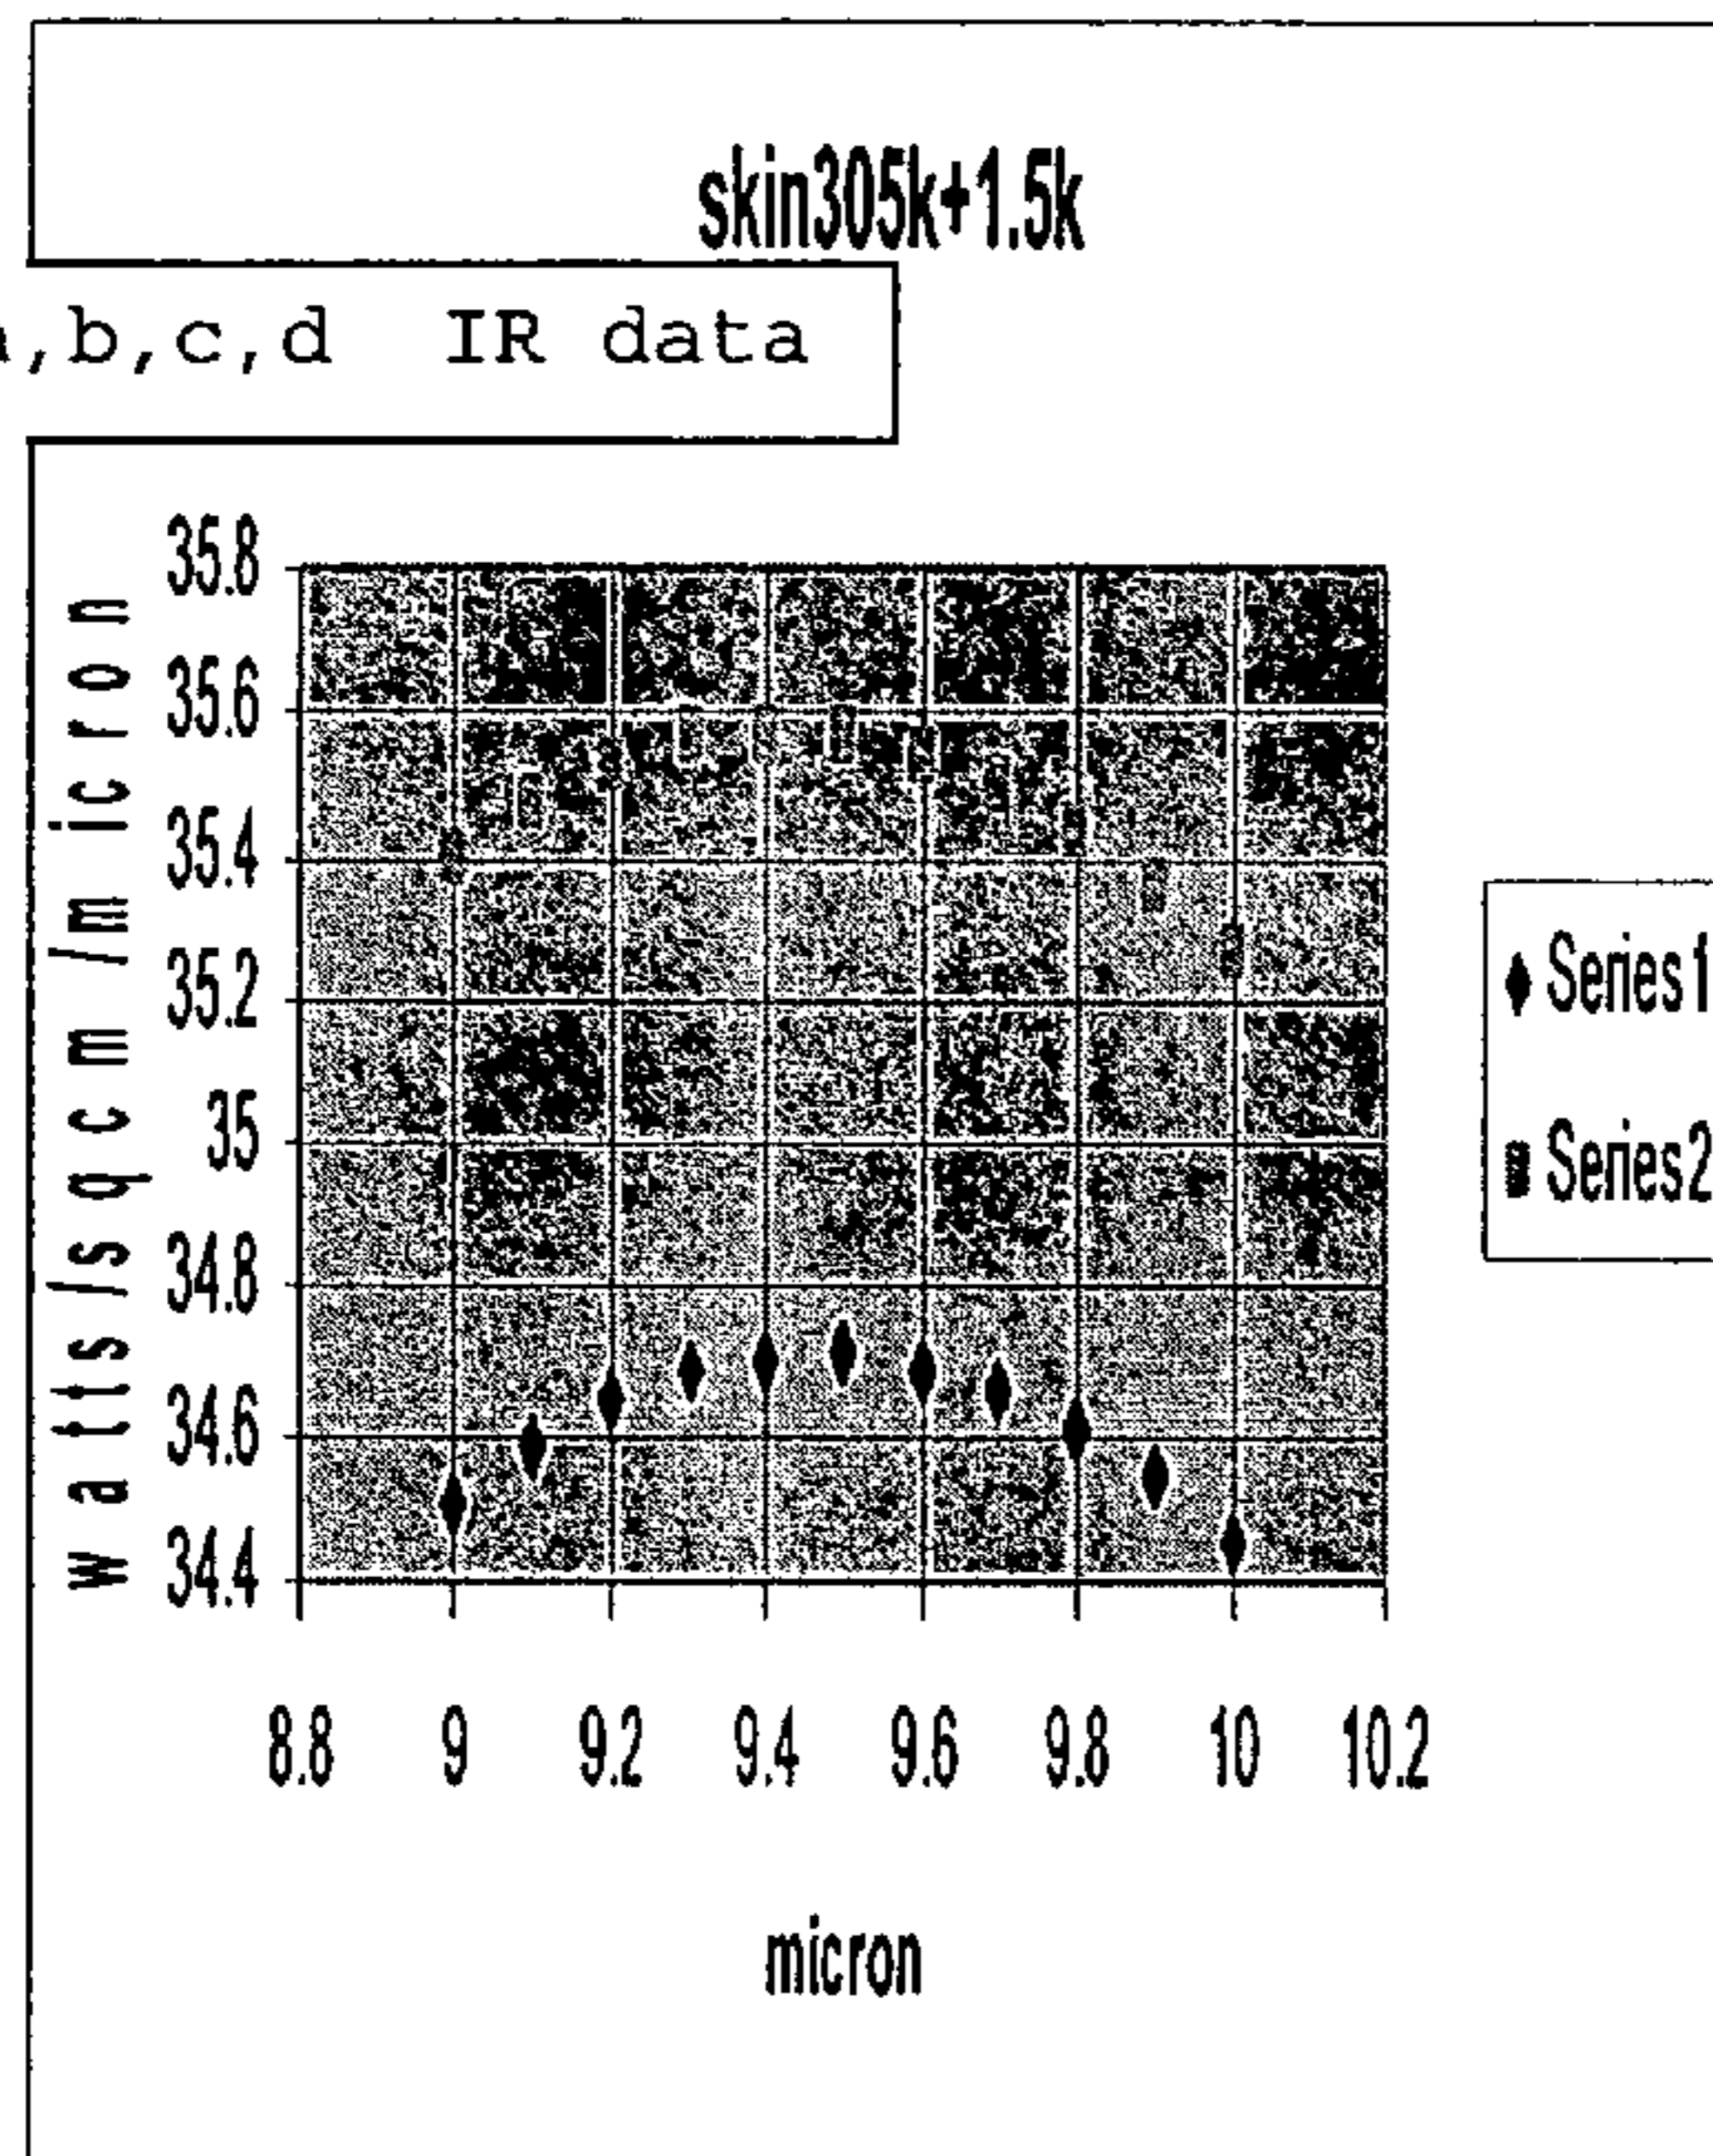 skin305k+1.5k
,b,c,d IR data
watts/sqcm/micron
35.8
35.6
35.4
35.2
35
34.8
34.6
34.4
8.8 9 9.2 9.4 9.6 9.8 10 10.2
micron
Series1
Series2